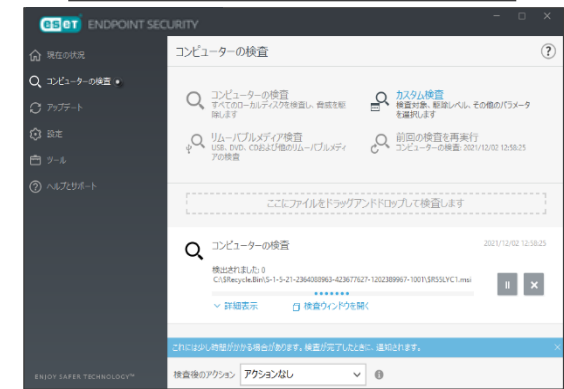 eset ENDPOINT SECURITY
現在の状況
コンピューターの検査
アップデート
設定
ツール
ヘルプとサポート
ENJOY SAFER TECHNOLOGY™
コンピューターの検査
?
コンピューターの検査
すべてのローカルディスクを検査し、脅威を駆
除します
カスタム検査
検査対象、駆除レベル、その他のパラメータ
を選択します
リムーバブルメディア検査
USB、DVD、CDおよび他のリムーバブルメディ
アの検査
前回の検査を再実行
コンピューターの検査: 2021/12/02 12:58:25
ここにファイルをドラッグアンドドロップして検査します
コンピューターの検査
2021/12/02 12:58:25
検出されました: 0
C:\$Recycle.Bin\S-1-5-21-2364088963-423677627-1202389967-1001\$R55LYC1.msi
詳細表示
検査ウィンドウを開く
これには少し時間がかかる場合があります。検査が完了したときに、通知されます。
検査後のアクション アクションなし